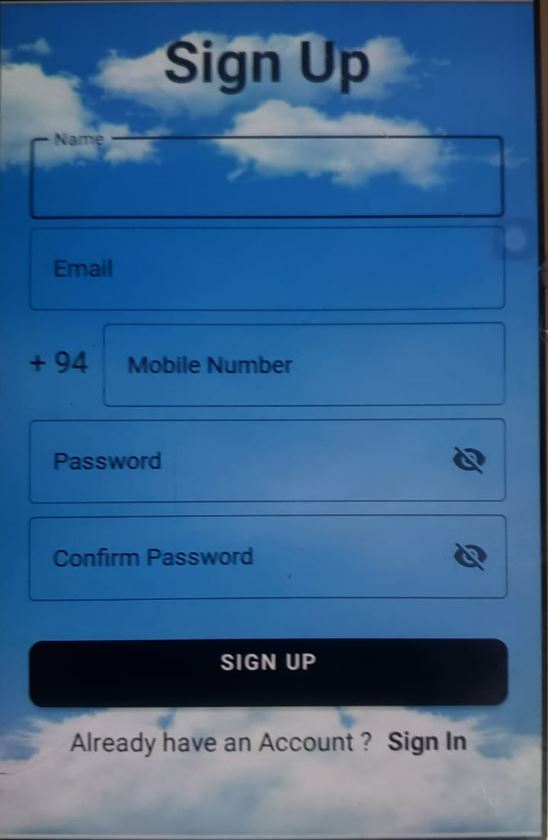 Sign Up
Name
Email
+ 94 Mobile Number
Password
Confirm Password
SIGN UP
Already have an Account ? Sign In